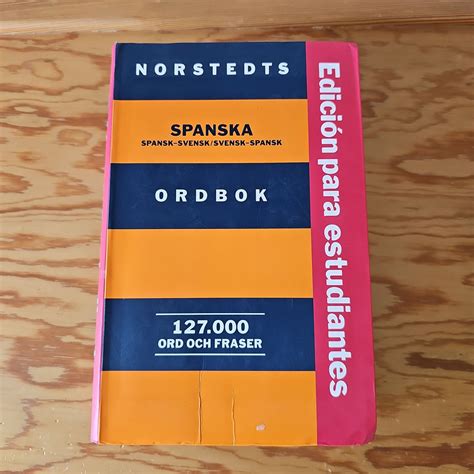 NORSTEDTS
SPANSKA
SPANSK–SVENSK/SVENSK–SPANSK
ORDBOK
127.000
ORD OCH FRASER
Edición para estudiantes